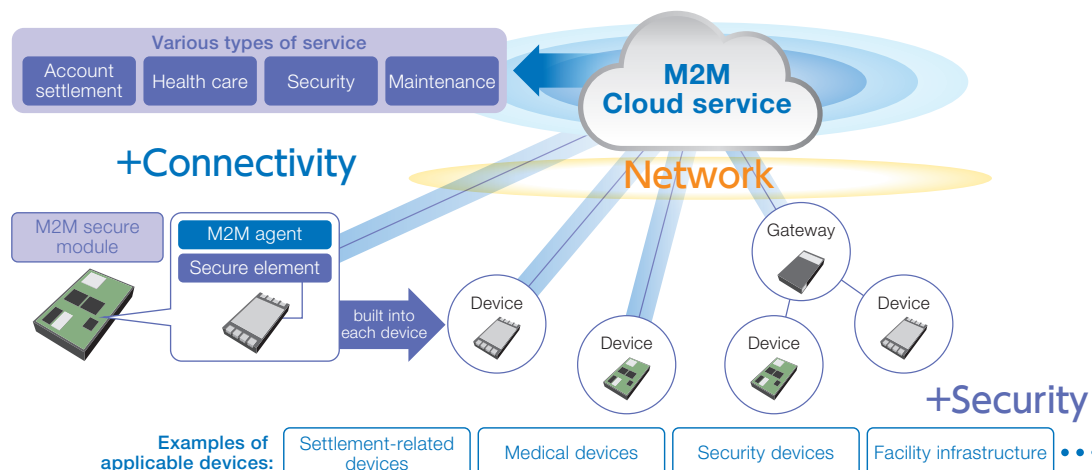 Various types of service
Account
settlement
Health care
Security
Maintenance
M2M
Cloud service
+Connectivity
Network
M2M secure
module
M2M agent
Secure element
built into
each device
Device
Device
Gateway
Device
Device
+Security
Examples of
applicable devices:
Settlement-related
devices
Medical devices
Security devices
Facility infrastructure
• • •